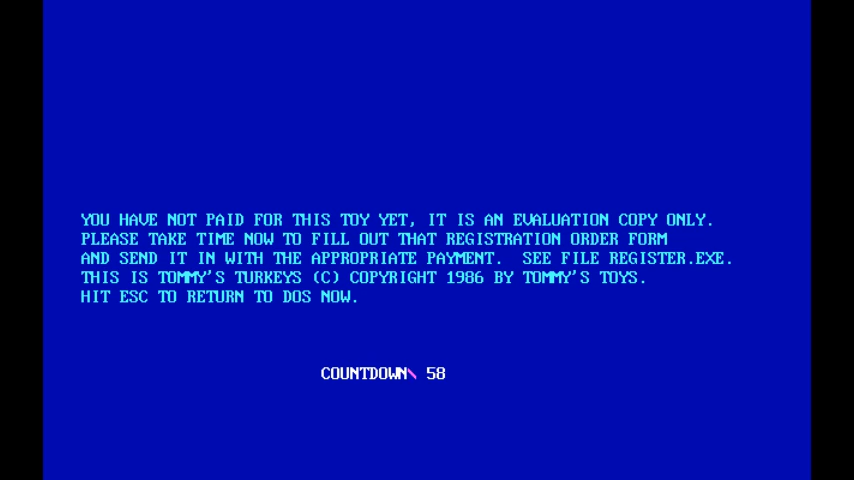 YOU HAVE NOT PAID FOR THIS TOY YET, IT IS AN EVALUATION COPY ONLY.
PLEASE TAKE TIME NOW TO FILL OUT THAT REGISTRATION ORDER FORM
AND SEND IT IN WITH THE APPROPRIATE PAYMENT.  SEE FILE REGISTER.EXE.
THIS IS TOMMY'S TURKEYS (C) COPYRIGHT 1986 BY TOMMY'S TOYS.
HIT ESC TO RETURN TO DOS NOW.
COUNTDOWN\ 58